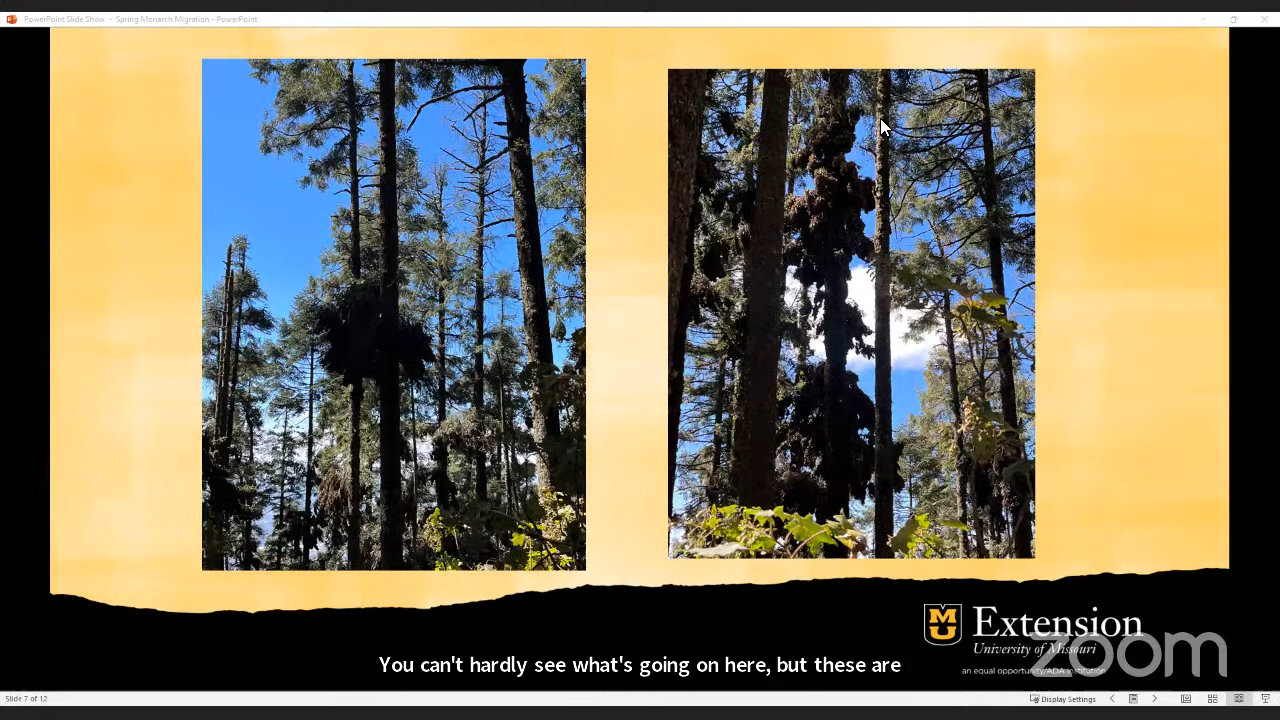 PowerPoint Slide Show - Spring Monarch Migration - PowerPoint
MU
Extension
University of Missouri
an equal opportunity/ADA institution
zoom
You can't hardly see what's going on here, but these are
Slide 7 of 12
Display Settings